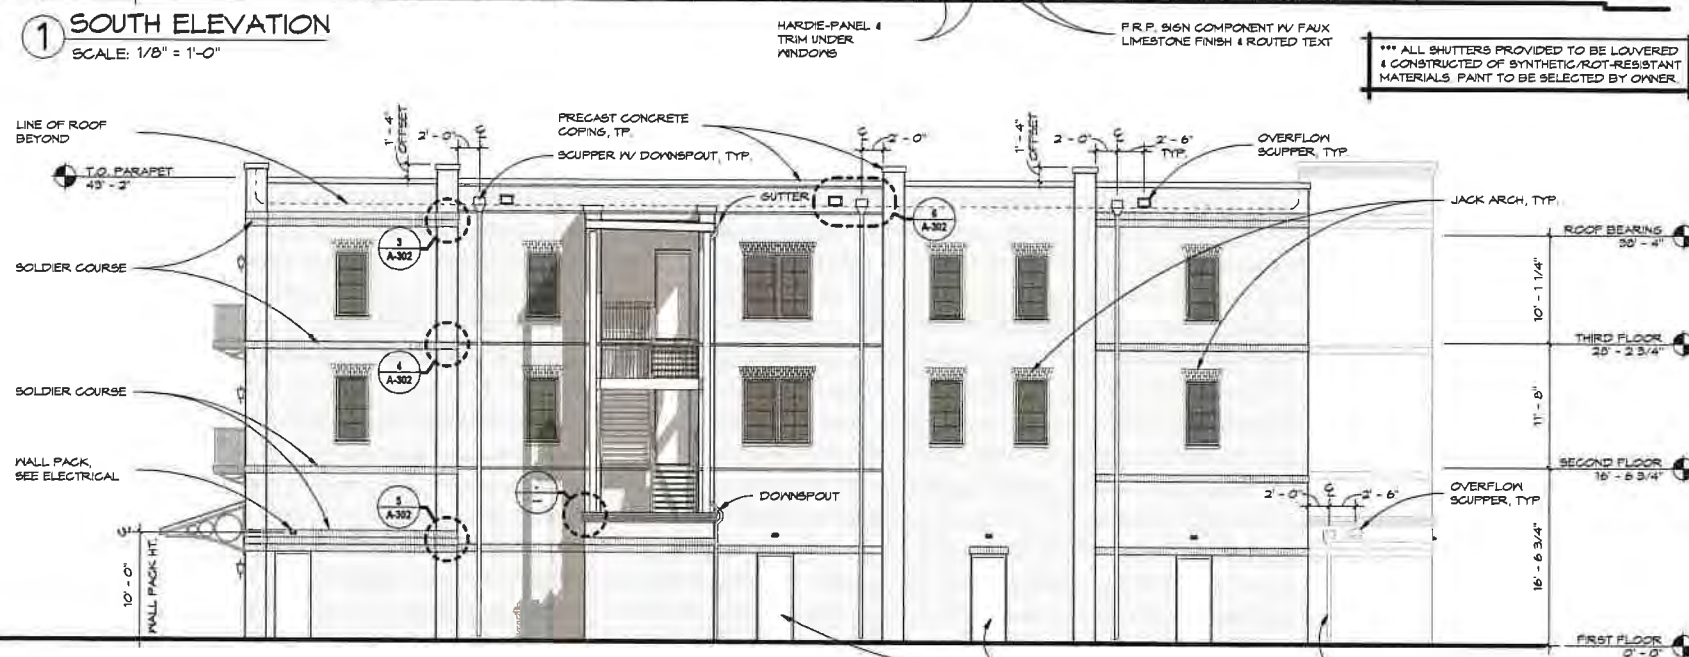 1
SOUTH ELEVATION
SCALE: 1/8" = 1'-0"
HARDIE-PANEL &
TRIM UNDER
WINDOWS
F.R.P. SIGN COMPONENT W/ FAUX
LIMESTONE FINISH & ROUTED TEXT
*** ALL SHUTTERS PROVIDED TO BE LOUVERED
& CONSTRUCTED OF SYNTHETIC/ROT-RESISTANT
MATERIALS. PAINT TO BE SELECTED BY OWNER.
LINE OF ROOF
BEYOND
T.O. PARAPET
43' - 2"
1' - 4"
OFFSET
2' - 0"
PRECAST CONCRETE
COPING, TP.
SCUPPER W/ DOWNSPOUT, TYP.
GUTTER
2' - 0"
1' - 4"
OFFSET
2' - 0"
2' - 6"
TYP.
OVERFLOW
SCUPPER, TYP.
JACK ARCH, TYP.
3
A-302
6
A-302
ROOF BEARING
38' - 4"
SOLDIER COURSE
10' - 1 1/4"
THIRD FLOOR
28' - 2 3/4"
4
A-302
SOLDIER COURSE
11' - 8"
WALL PACK,
SEE ELECTRICAL
SECOND FLOOR
16' - 6 3/4"
5
A-302
DOWNSPOUT
2' - 0"
2' - 6"
OVERFLOW
SCUPPER, TYP.
10' - 0"
WALL PACK HT.
16' - 6 3/4"
FIRST FLOOR
0' - 0"